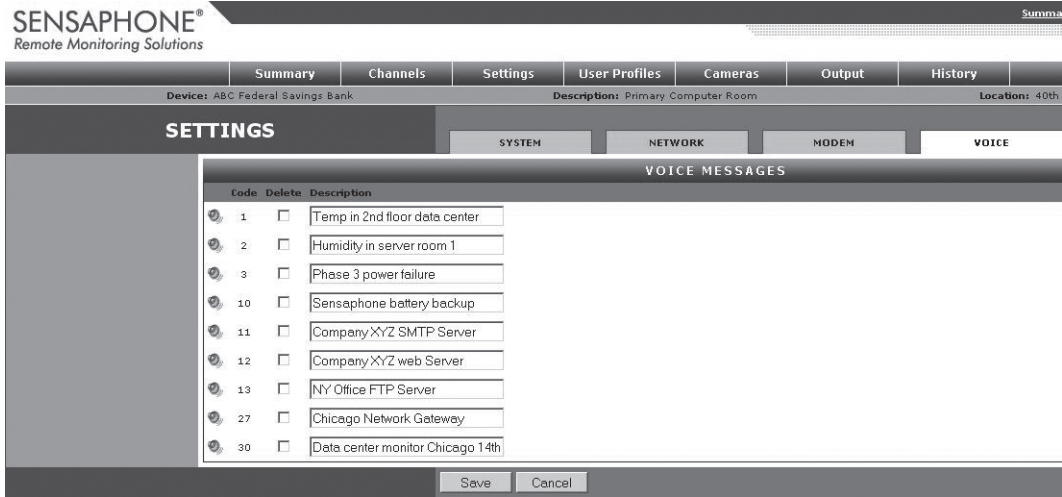 SENSAPHONE®
Remote Monitoring Solutions
Summa
Summary Channels Settings User Profiles Cameras Output History
Device: ABC Federal Savings Bank Description: Primary Computer Room Location: 40th
SETTINGS
SYSTEM NETWORK MODEM VOICE
VOICE MESSAGES
Code Delete Description
1 Temp in 2nd floor data center
2 Humidity in server room 1
3 Phase 3 power failure
10 Sensaphone battery backup
11 Company XYZ SMTP Server
12 Company XYZ web Server
13 NY Office FTP Server
27 Chicago Network Gateway
30 Data center monitor Chicago 14th
Save Cancel